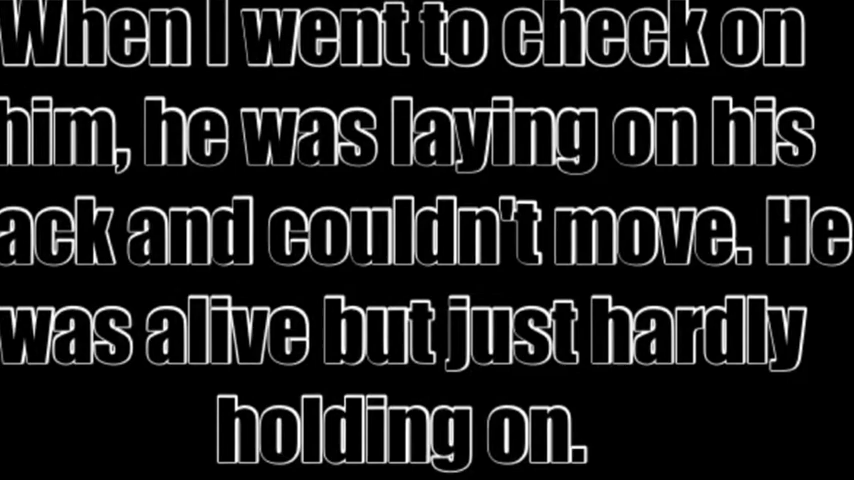 When I went to check on
him, he was laying on his
ack and couldn't move. He
was alive but just hardly
holding on.